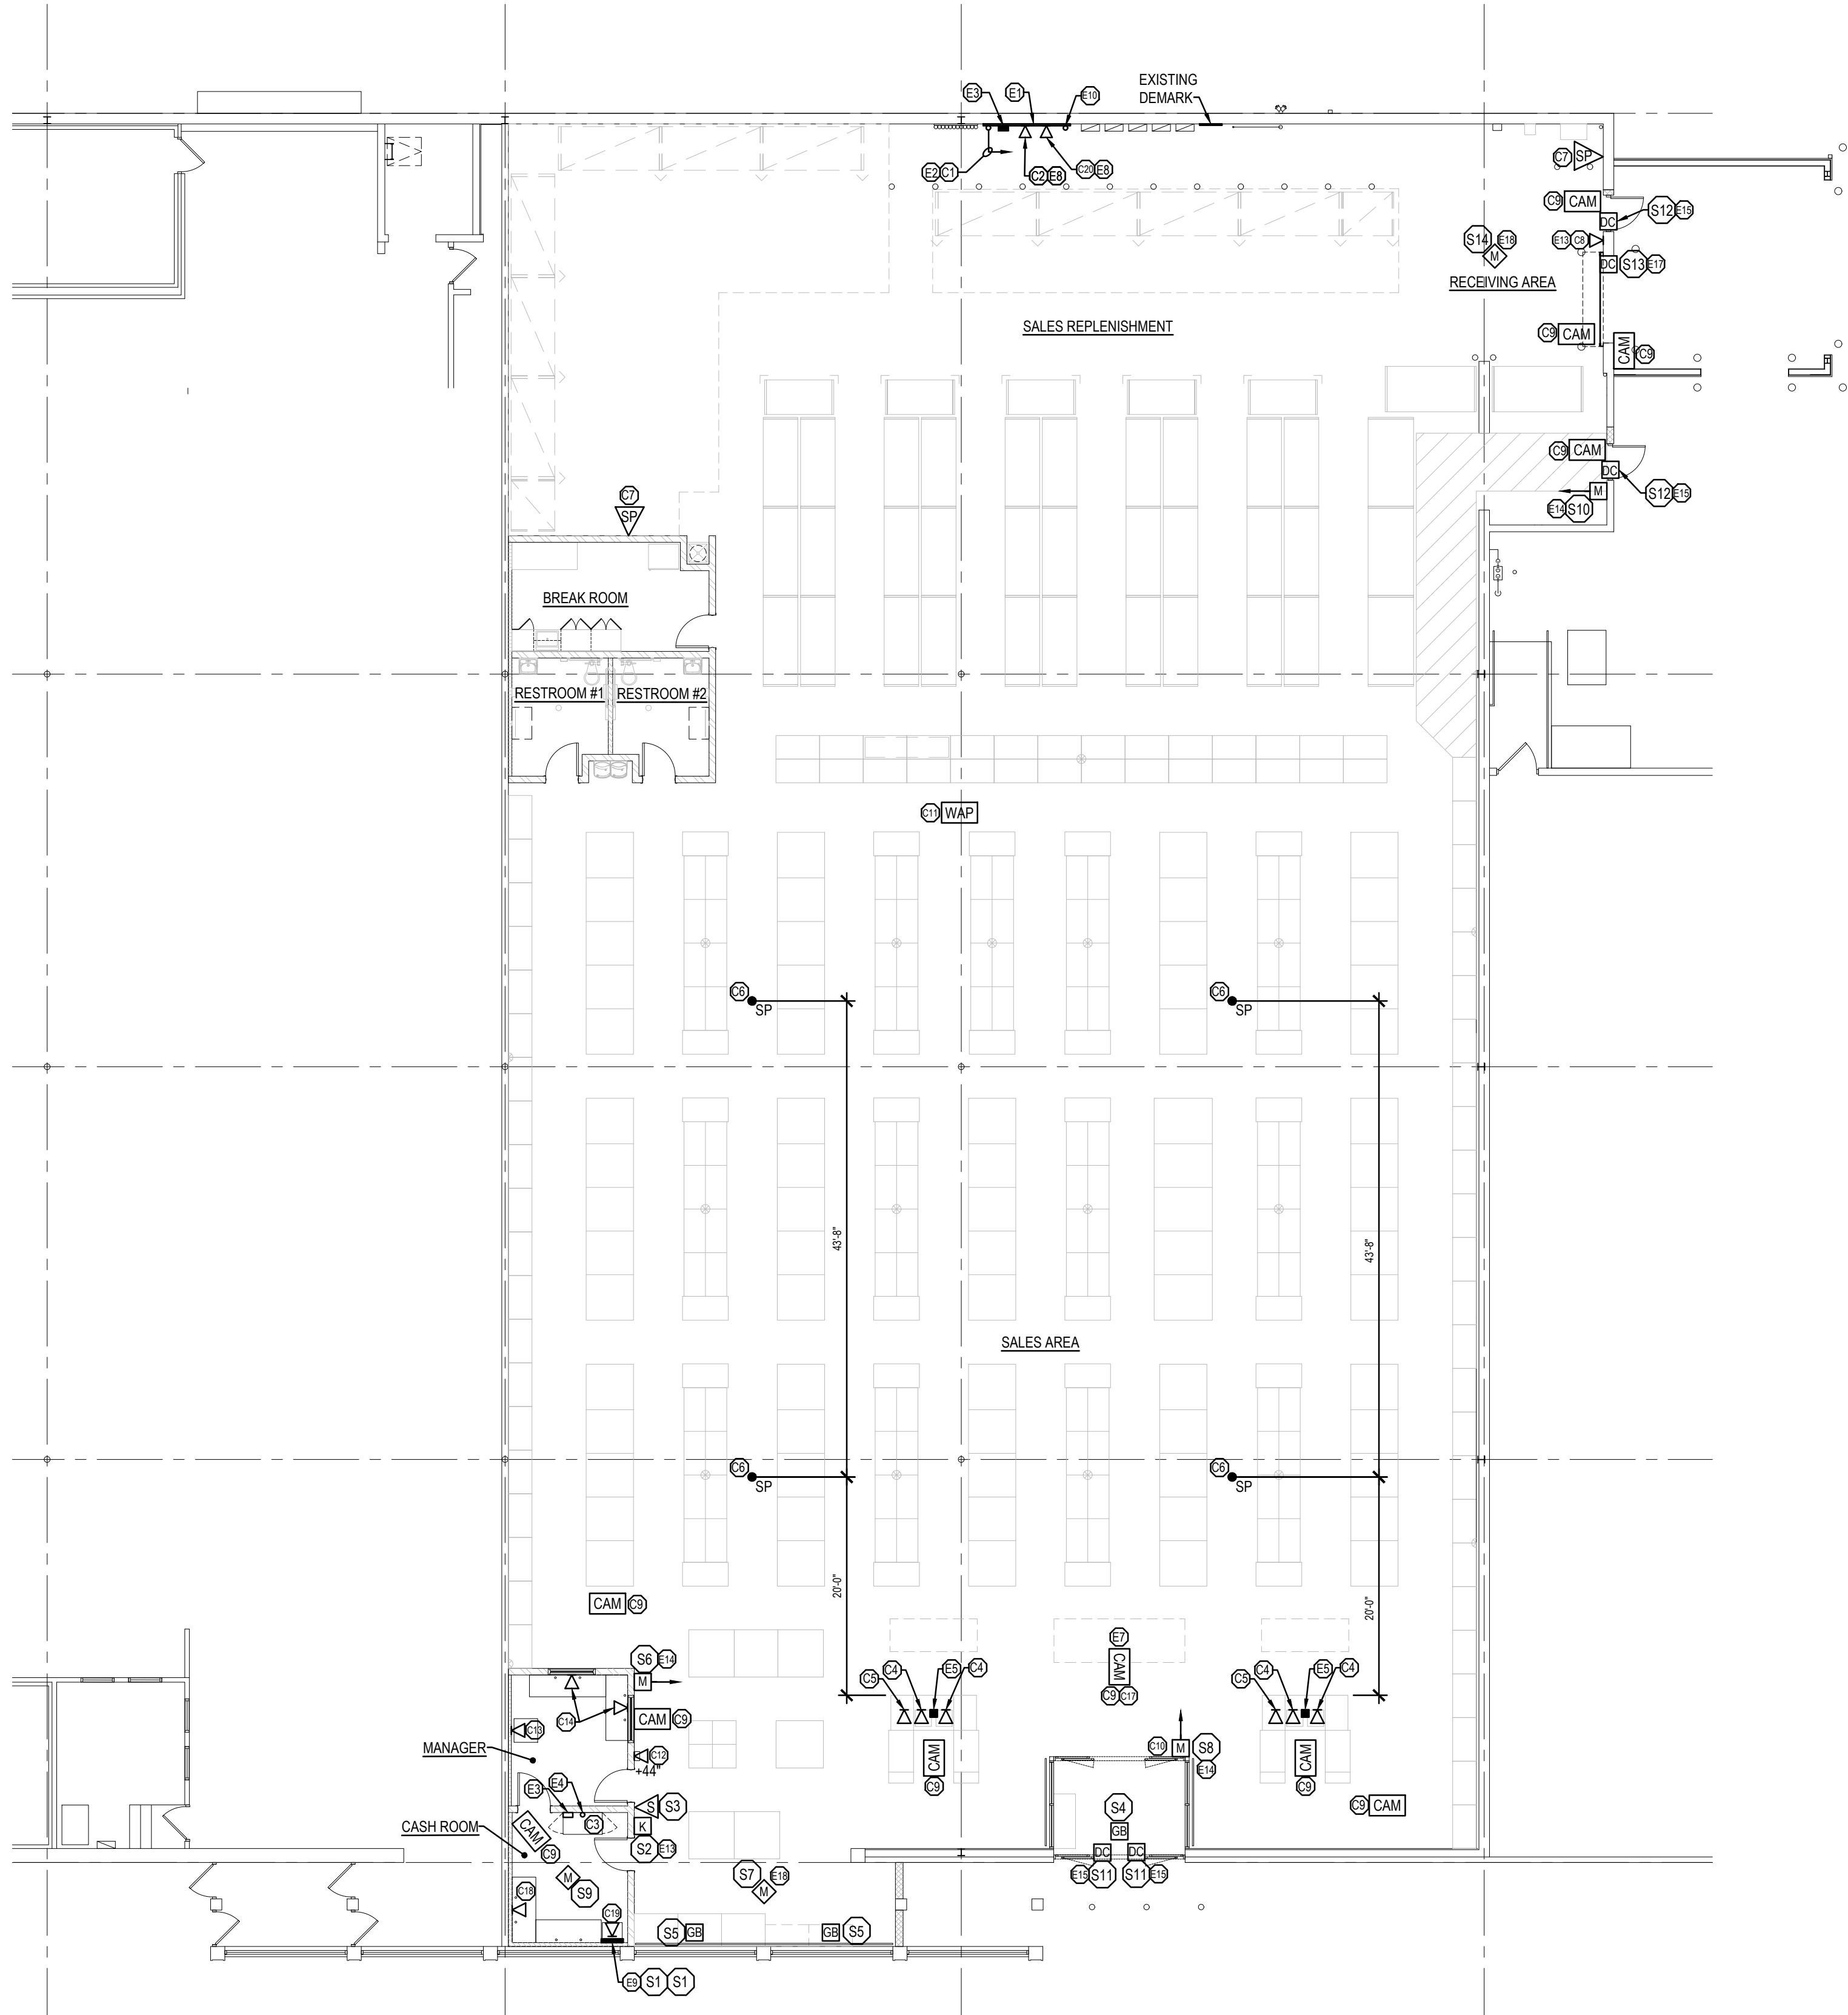 EXISTING
DEMARK
E3
E1
E10
E2 C1
C2 E8
C20 E8
C7 SP
C9 CAM
DC S12 E15
S14 E18
M
E13 C8
DC S13 E17
RECEIVING AREA
SALES REPLENISHMENT
C9 CAM
CAM C9
C9 CAM
DC
S12 E15
M
E14 S10
C7
SP
BREAK ROOM
RESTROOM #1
RESTROOM #2
C11 WAP
C6
SP
C6
SP
43'-8"
43'-8"
SALES AREA
C6
SP
C6
SP
20'-0"
20'-0"
CAM C9
E7
CAM
C9 C17
S6 E14
M
C5
C4
E5
C4
C5
C4
E5
C4
C13
C14
CAM C9
MANAGER
C12
+44"
C10 M S8
E14
CAM
C9
CAM
C9
E3
E4
C3
S S3
K
S2 E13
CASH ROOM
CAM
C9
S4
GB
C9 CAM
DC
DC
E15 S11
S11 E15
M
S9
S7 E18
M
C18
C19
S5 GB
GB S5
E9 S1 S1